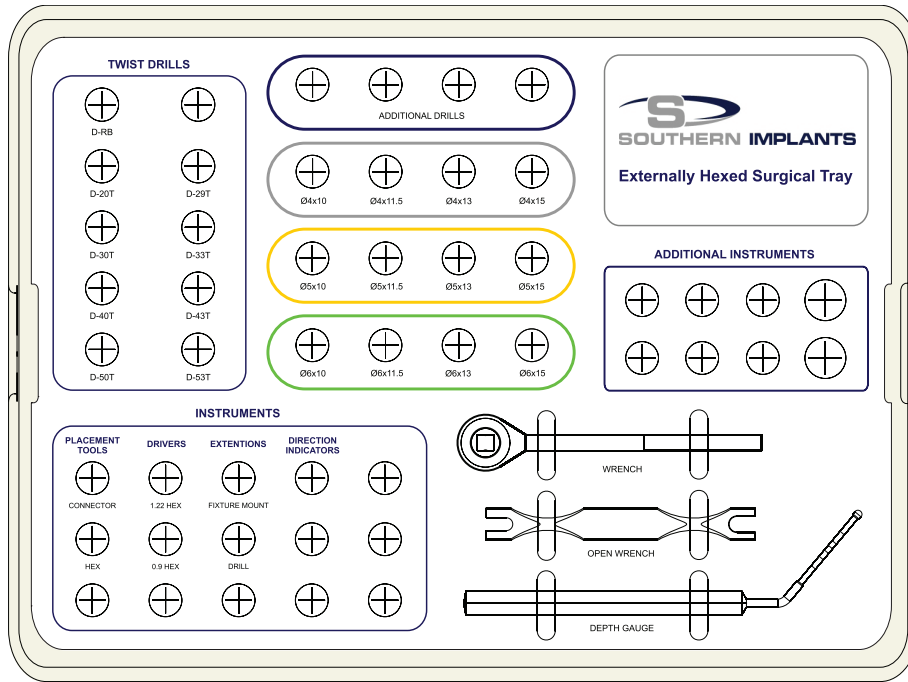 TWIST DRILLS
D-RB
D-20T D-29T
D-30T D-33T
D-40T D-43T
D-50T D-53T
ADDITIONAL DRILLS
Ø4x10 Ø4x11.5 Ø4x13 Ø4x15
Ø5x10 Ø5x11.5 Ø5x13 Ø5x15
Ø6x10 Ø6x11.5 Ø6x13 Ø6x15
S
SOUTHERN IMPLANTS
Externally Hexed Surgical Tray
ADDITIONAL INSTRUMENTS
INSTRUMENTS
PLACEMENT
TOOLS
DRIVERS
EXTENTIONS
DIRECTION
INDICATORS
CONNECTOR 1.22 HEX FIXTURE MOUNT
HEX 0.9 HEX DRILL
WRENCH
OPEN WRENCH
DEPTH GAUGE